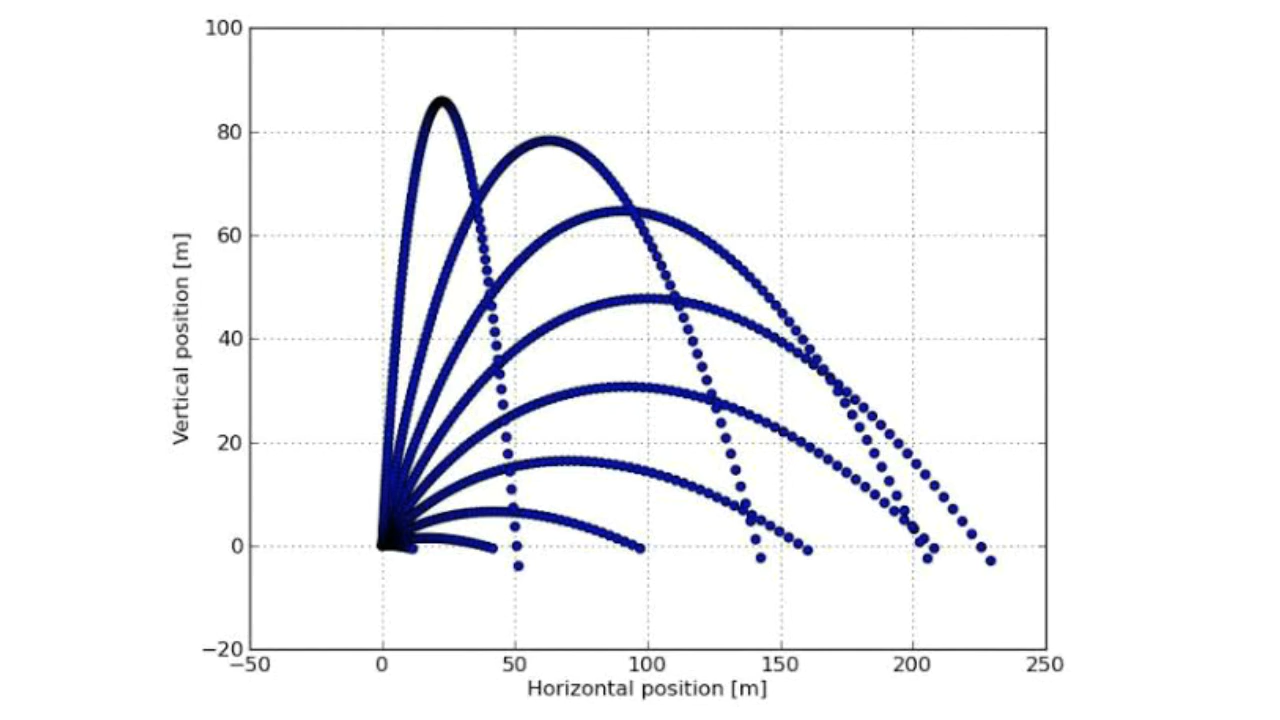 100
80
60
40
20
0
−20
Vertical position [m]
−50 0 50 100 150 200 250
Horizontal position [m]